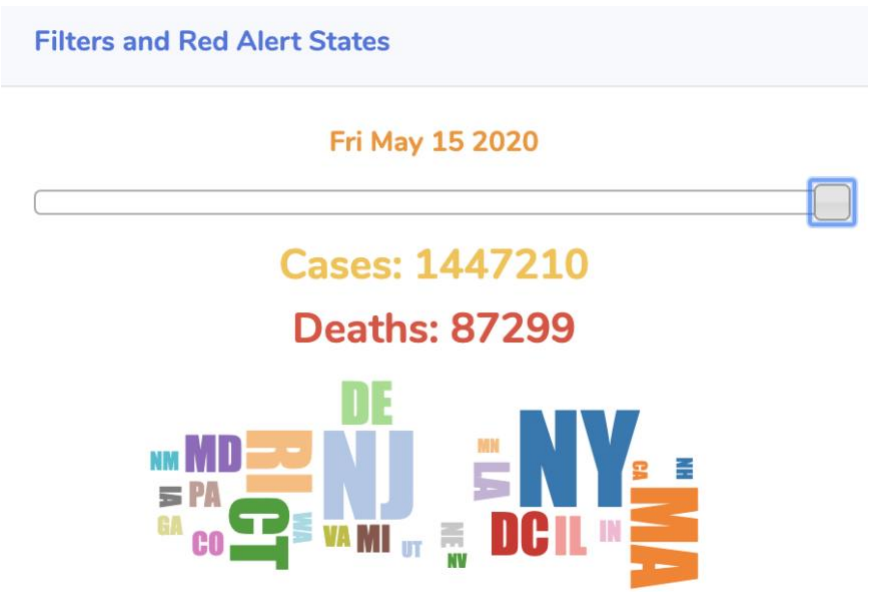 Filters and Red Alert States
Fri May 15 2020
Cases: 1447210
Deaths: 87299
DE
NM
MD
RI
NJ
MN
NY
CA
NH
IA
PA
LA
MA
GA
CO
CT
WA
VA
MI
UT
NE
NV
DC
IL
IN